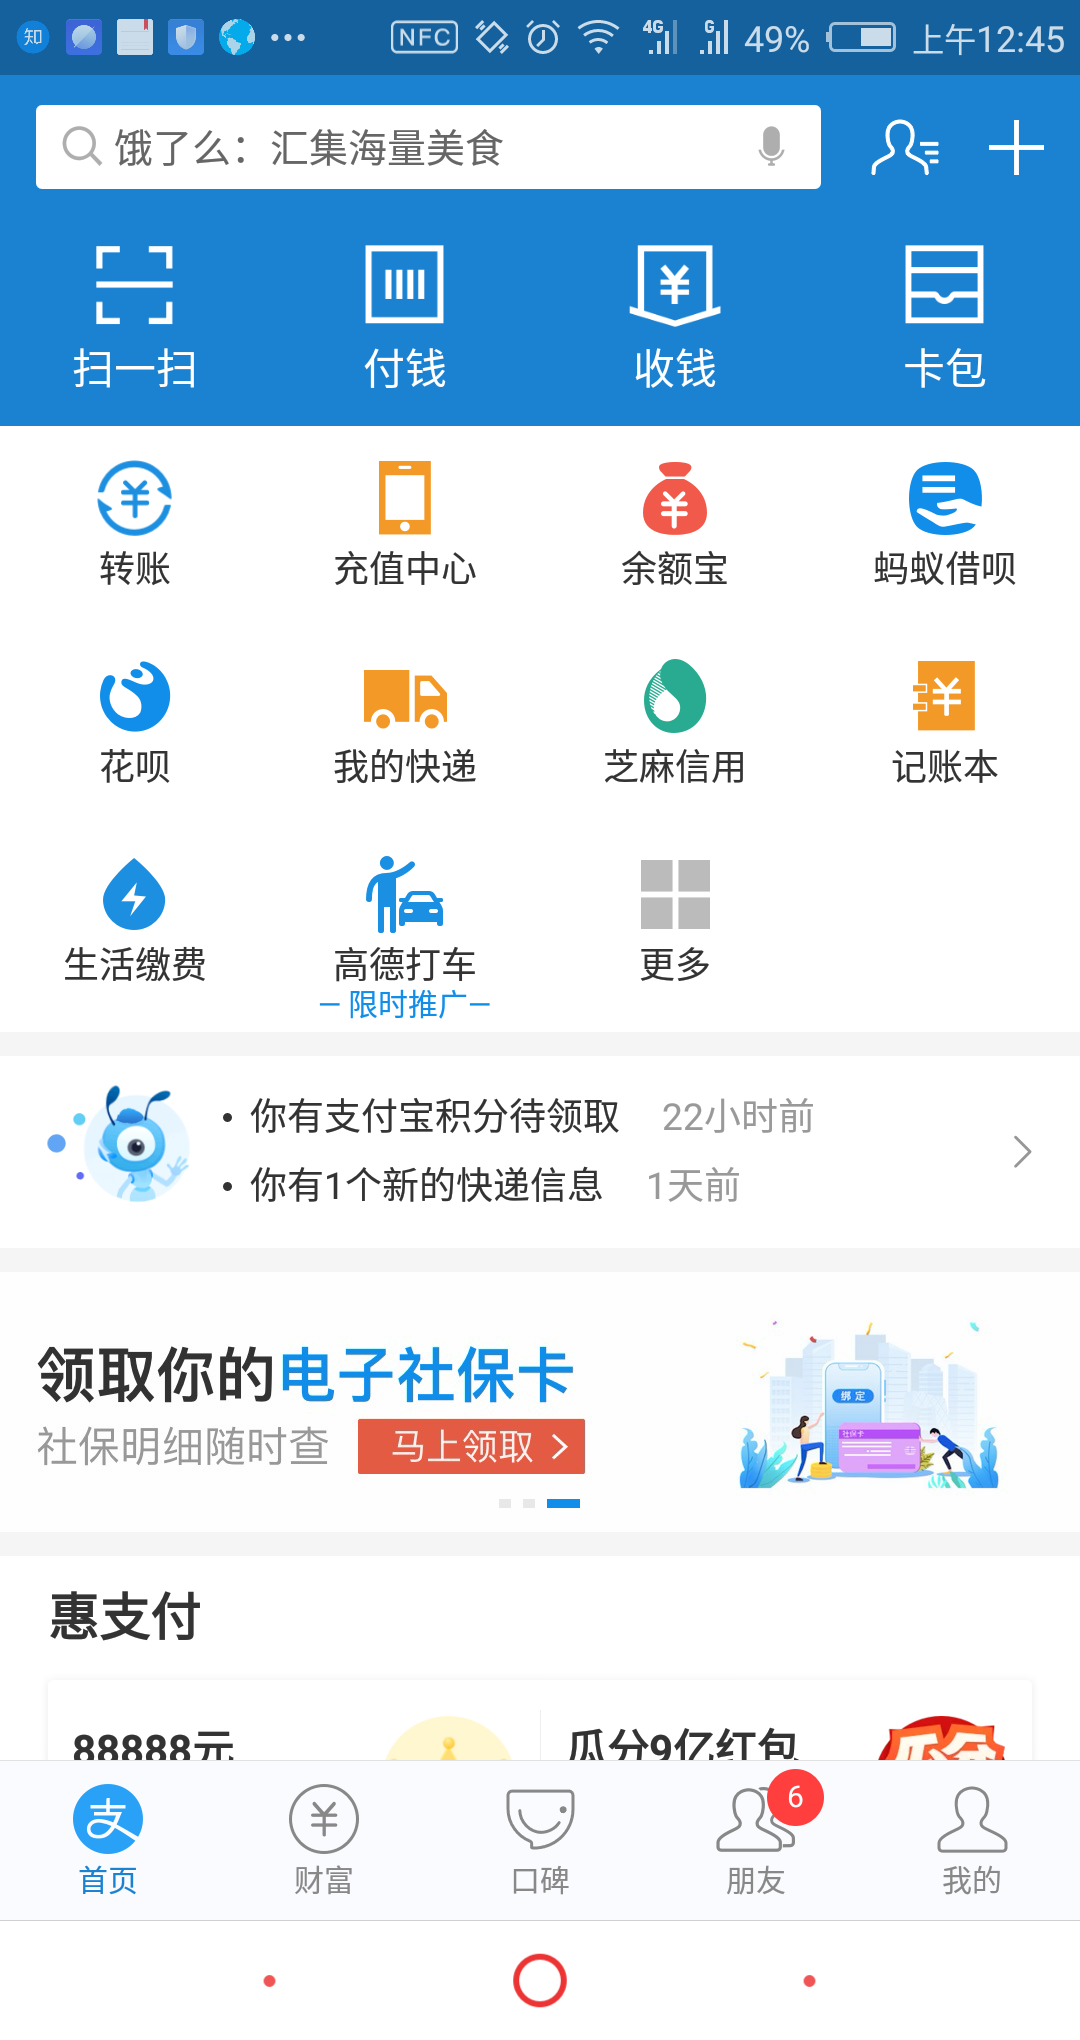 知 NFC 4G G 49% 上午12:45
饿了么：汇集海量美食
扫一扫 付钱 收钱 卡包
转账 充值中心 余额宝 蚂蚁借呗
花呗 我的快递 芝麻信用 记账本
生活缴费 高德打车 更多
限时推广
• 你有支付宝积分待领取 22小时前
• 你有1个新的快递信息 1天前
领取你的电子社保卡
社保明细随时查 马上领取 >
绑定
社保卡
惠支付
88888元 瓜分9亿红包
瓜分
支 6
首页 财富 口碑 朋友 我的